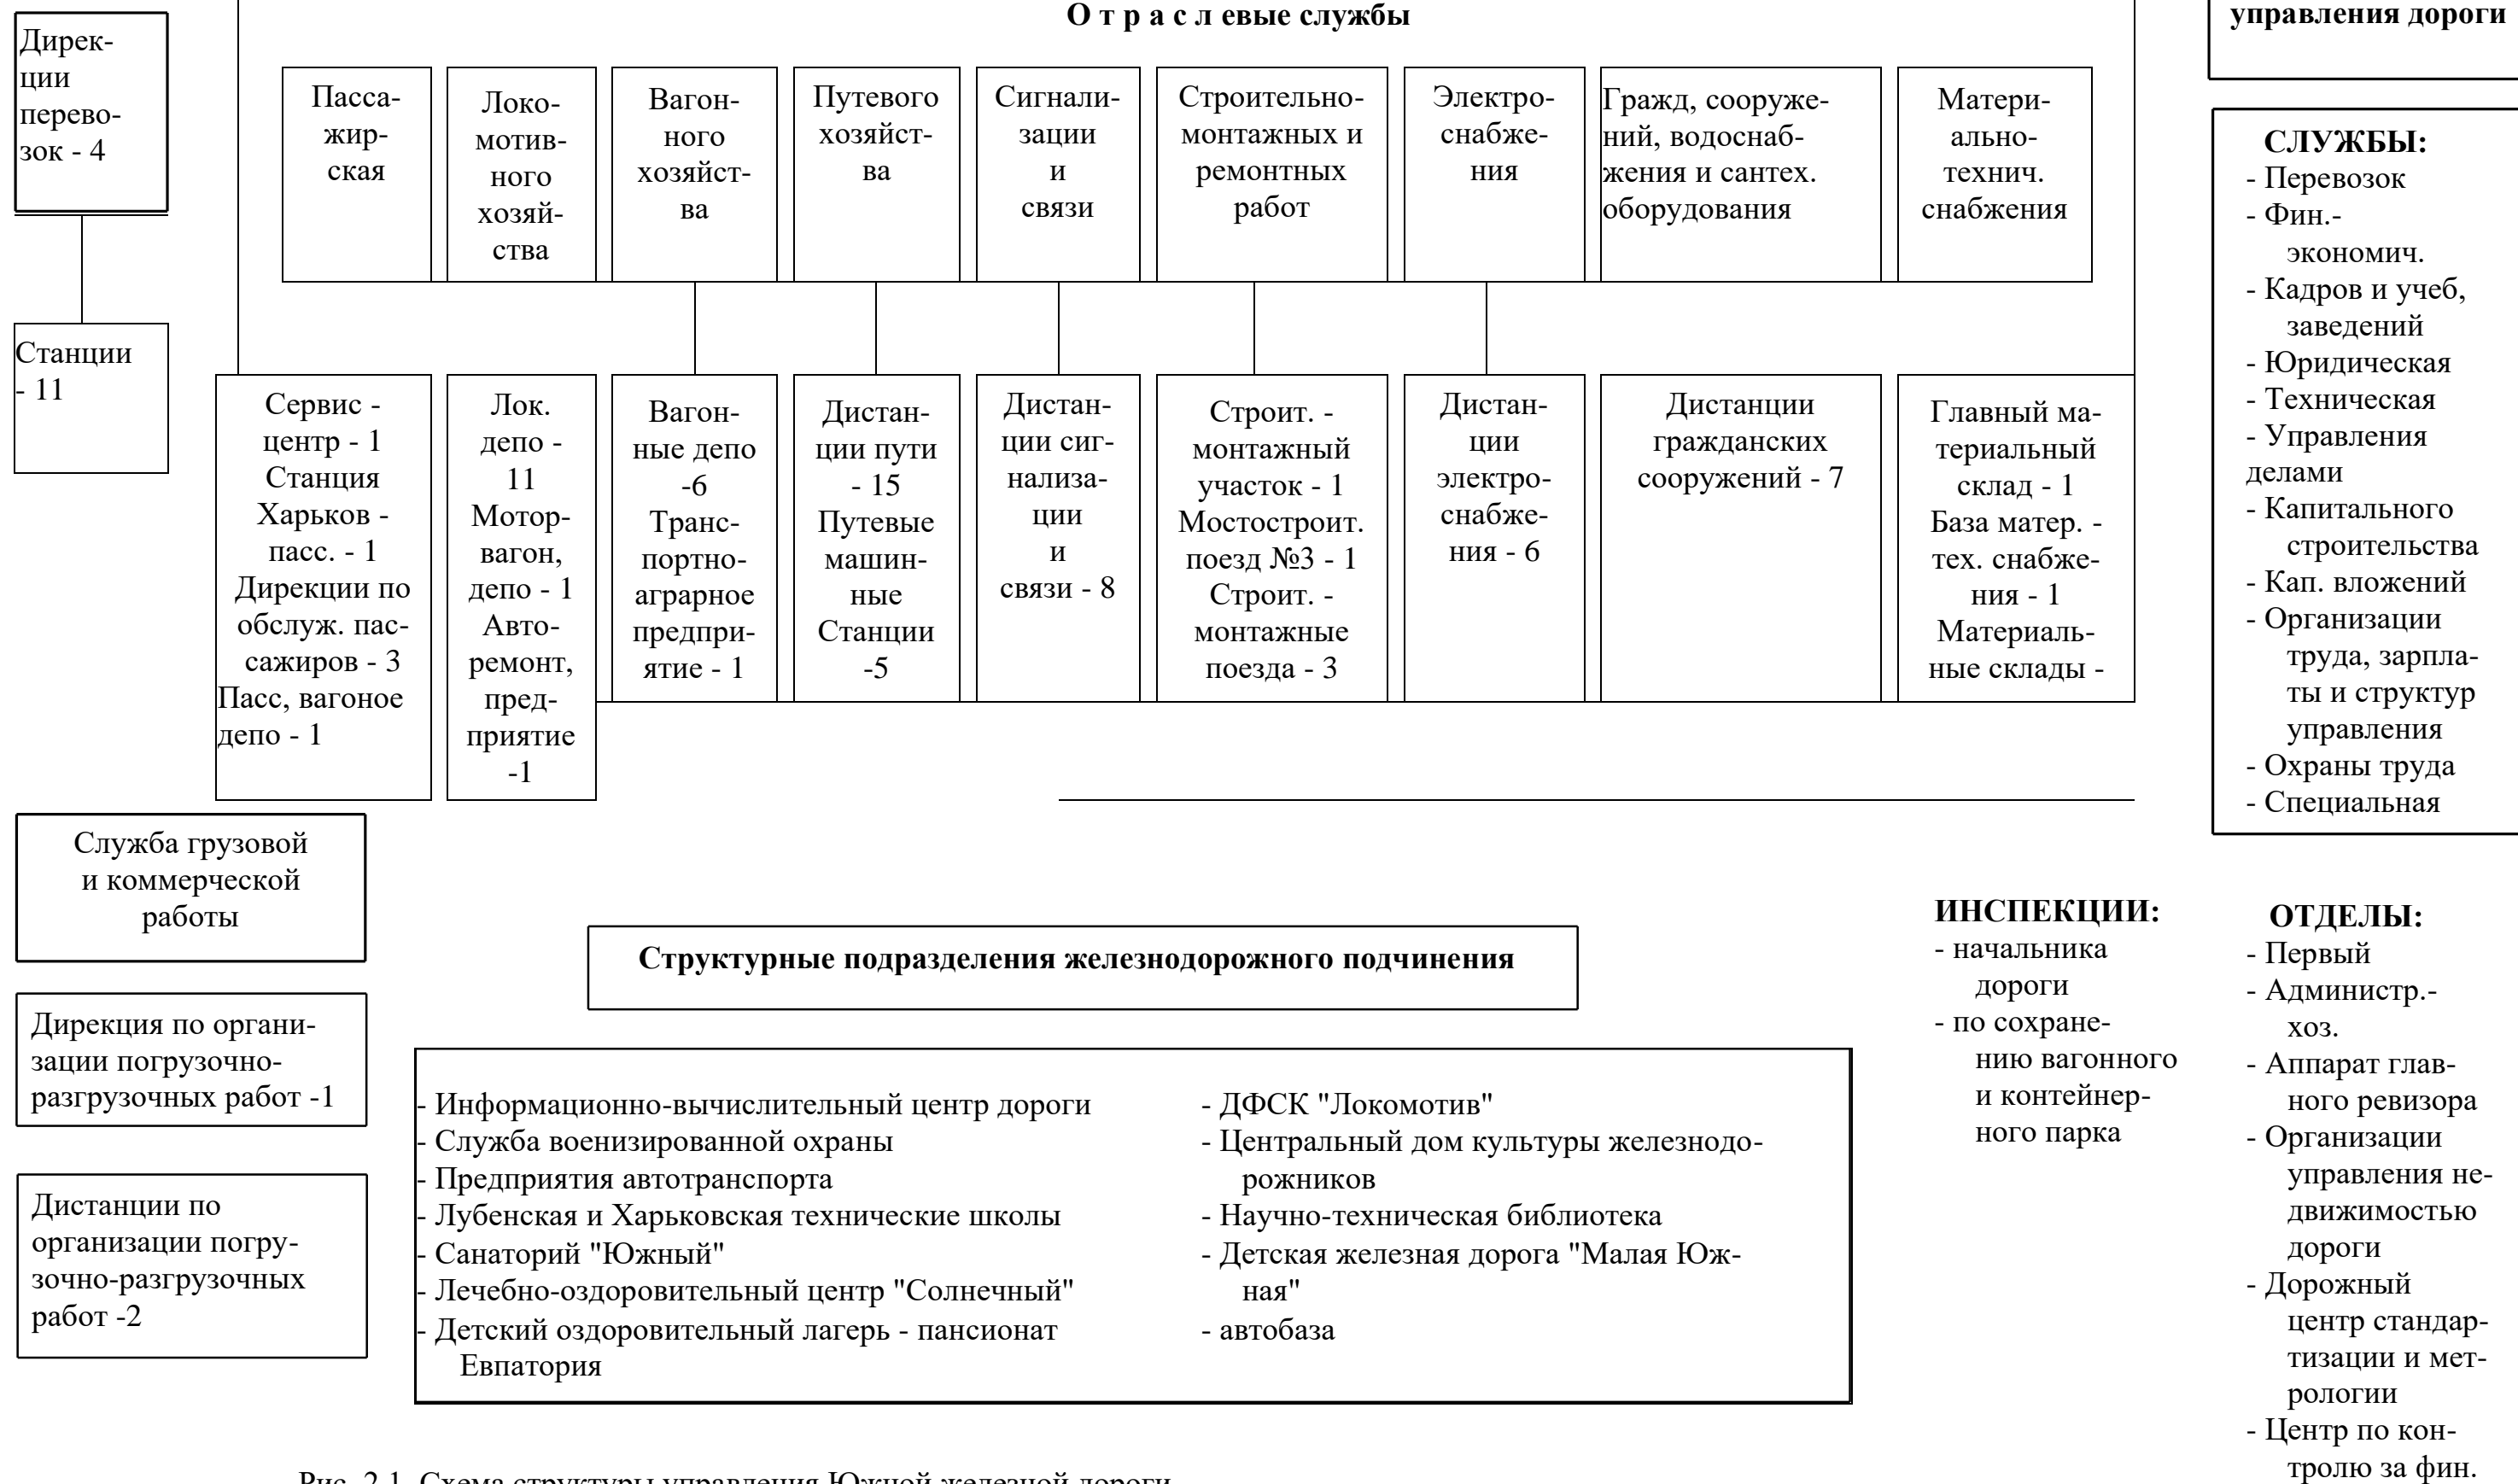 О т р а с л евые службы
управления дороги
Дирек-
ции
перево-
зок - 4
Станции
- 11
Пасса-
жир-
ская
Локо-
мотив-
ного
хозяй-
ства
Вагон-
ного
хозяйст-
ва
Путевого
хозяйст-
ва
Сигнали-
зации
и
связи
Строительно-
монтажных и
ремонтных
работ
Электро-
снабже-
ния
Гражд, сооруже-
ний, водоснаб-
жения и сантех.
оборудования
Матери-
ально-
технич.
снабжения
Сервис -
центр - 1
Станция
Харьков -
пасс. - 1
Дирекции по
обслуж. пас-
сажиров - 3
Пасс, вагоное
депо - 1
Лок.
депо -
11
Мотор-
вагон,
депо - 1
Авто-
ремонт,
пред-
приятие
-1
Вагон-
ные депо
-6
Транс-
портно-
аграрное
предпри-
ятие - 1
Дистан-
ции пути
- 15
Путевые
машин-
ные
Станции
-5
Дистан-
ции сиг-
нализа-
ции
и
связи - 8
Строит. -
монтажный
участок - 1
Мостостроит.
поезд №3 - 1
Строит. -
монтажные
поезда - 3
Дистан-
ции
электро-
снабже-
ния - 6
Дистанции
гражданских
сооружений - 7
Главный ма-
териальный
склад - 1
База матер. -
тех. снабже-
ния - 1
Материаль-
ные склады -
СЛУЖБЫ:
- Перевозок
- Фин.-
экономич.
- Кадров и учеб,
заведений
- Юридическая
- Техническая
- Управления
делами
- Капитального
строительства
- Кап. вложений
- Организации
труда, зарпла-
ты и структур
управления
- Охраны труда
- Специальная
Служба грузовой
и коммерческой
работы
Дирекция по органи-
зации погрузочно-
разгрузочных работ -1
Дистанции по
организации погру-
зочно-разгрузочных
работ -2
Структурные подразделения железнодорожного подчинения
- Информационно-вычислительный центр дороги
- Служба военизированной охраны
- Предприятия автотранспорта
- Лубенская и Харьковская технические школы
- Санаторий "Южный"
- Лечебно-оздоровительный центр "Солнечный"
- Детский оздоровительный лагерь - пансионат
Евпатория
- ДФСК "Локомотив"
- Центральный дом культуры железнодо-
рожников
- Научно-техническая библиотека
- Детская железная дорога "Малая Юж-
ная"
- автобаза
ИНСПЕКЦИИ:
- начальника
дороги
- по сохране-
нию вагонного
и контейнер-
ного парка
ОТДЕЛЫ:
- Первый
- Администр.-
хоз.
- Аппарат глав-
ного ревизора
- Организации
управления не-
движимостью
дороги
- Дорожный
центр стандар-
тизации и мет-
рологии
- Центр по кон-
тролю за фин.
Рис. 2.1. Схема структуры управления Южной железной дороги